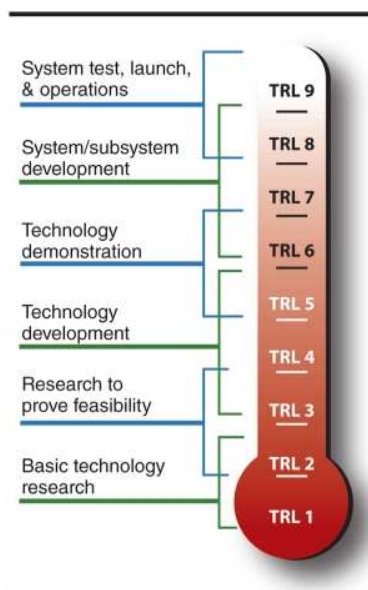 System test, launch,
& operations
System/subsystem
development
Technology
demonstration
Technology
development
Research to
prove feasibility
Basic technology
research
TRL 9
TRL 8
TRL 7
TRL 6
TRL 5
TRL 4
TRL 3
TRL 2
TRL 1